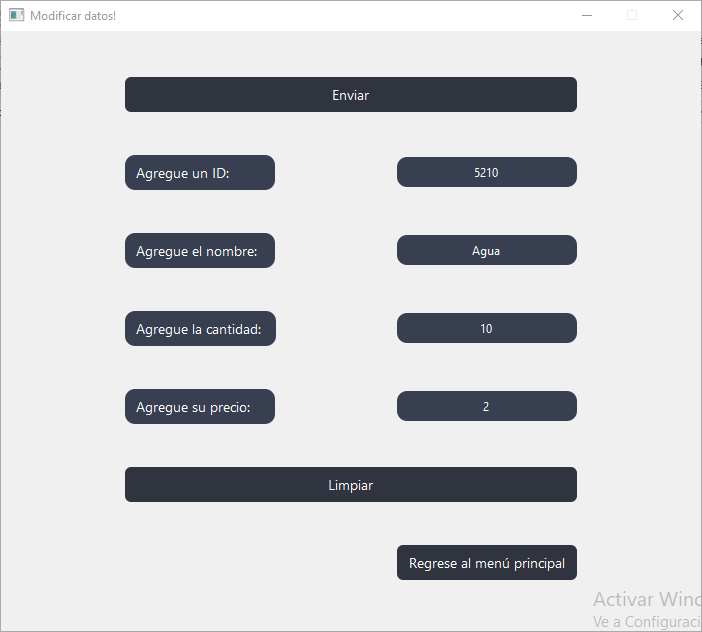 Modificar datos!
Enviar
Agregue un ID:
5210
Agregue el nombre:
Agua
Agregue la cantidad:
10
Agregue su precio:
2
Limpiar
Regrese al menú principal
Activar Wind
Ve a Configuraci